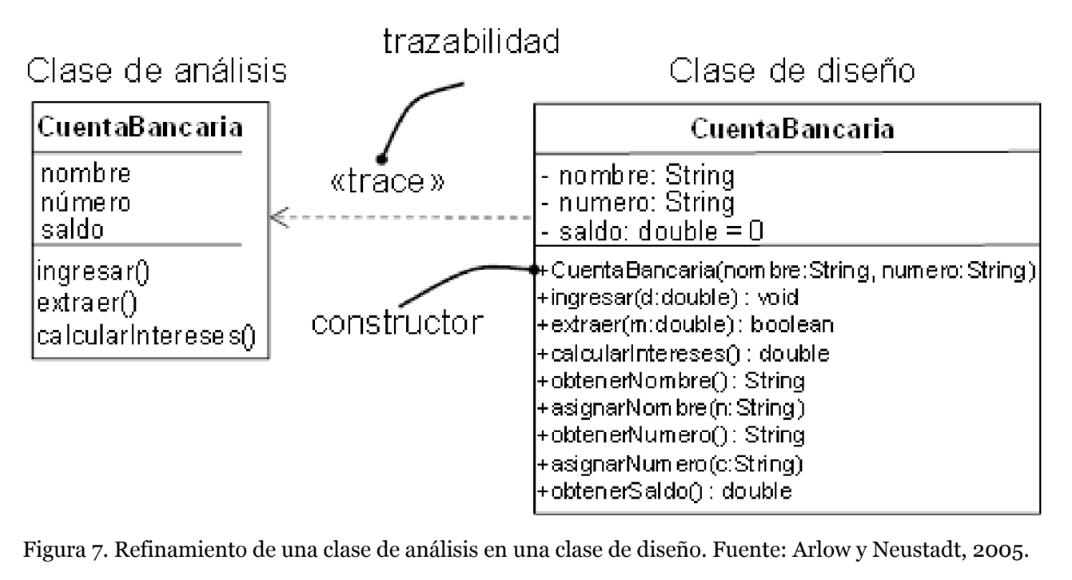 trazabilidad
Clase de análisis
Clase de diseño
CuentaBancaria
nombre
número
saldo
ingresar()
extraer()
calcularIntereses()
«trace»
constructor
CuentaBancaria
- nombre: String
- numero: String
- saldo: double = 0
+CuentaBancaria(nombre:String, numero:String)
+ingresar(d:double) : void
+extraer(m:double): boolean
+calcularIntereses() : double
+obtenerNombre() : String
+asignarNombre(n:String)
+obtenerNumero() : String
+asignarNumero(c:String)
+obtenerSaldo() : double
Figura 7. Refinamiento de una clase de análisis en una clase de diseño. Fuente: Arlow y Neustadt, 2005.